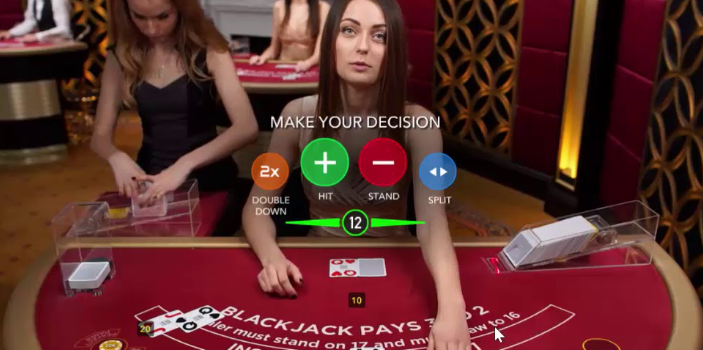 MAKE YOUR DECISION
2x
DOUBLE DOWN
HIT
STAND
SPLIT
12
10
20
BLACKJACK PAYS 3 TO 2
must stand on 17 and must draw to 16